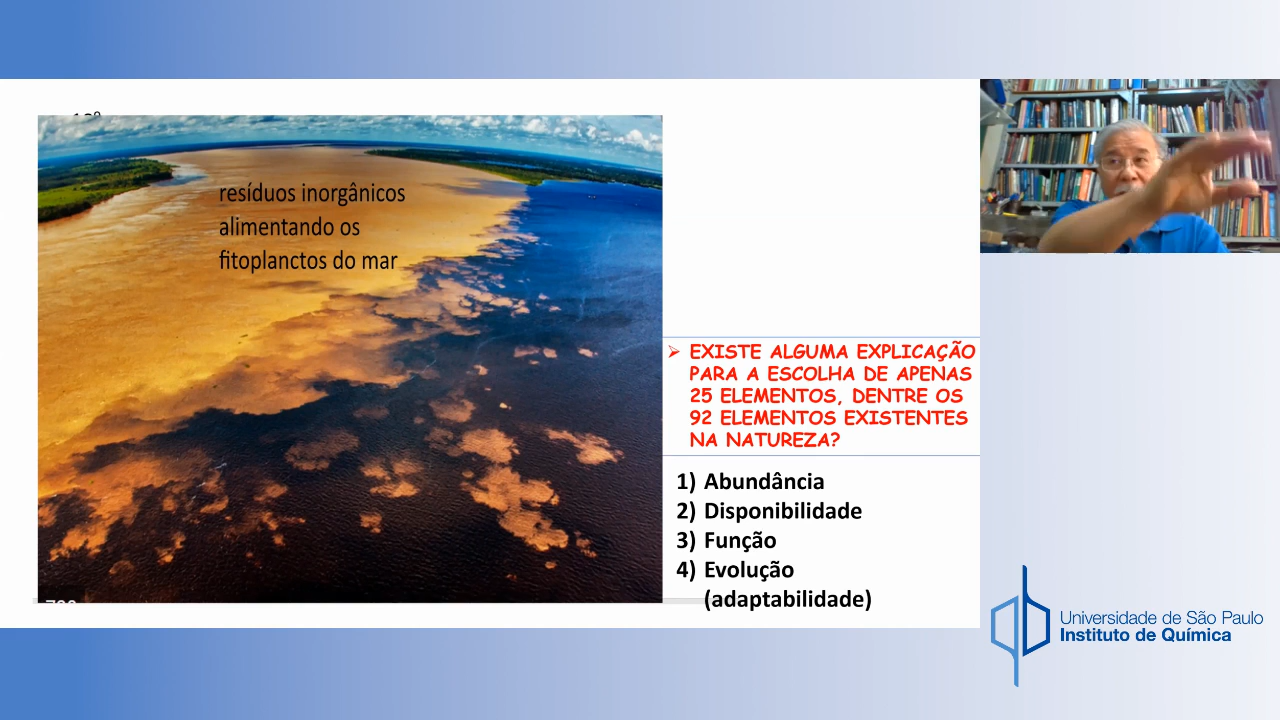 resíduos inorgânicos
alimentando os
fitoplanctos do mar
➢ EXISTE ALGUMA EXPLICAÇÃO
PARA A ESCOLHA DE APENAS
25 ELEMENTOS, DENTRE OS
92 ELEMENTOS EXISTENTES
NA NATUREZA?
1) Abundância
2) Disponibilidade
3) Função
4) Evolução
(adaptabilidade)
Universidade de São Paulo
Instituto de Química